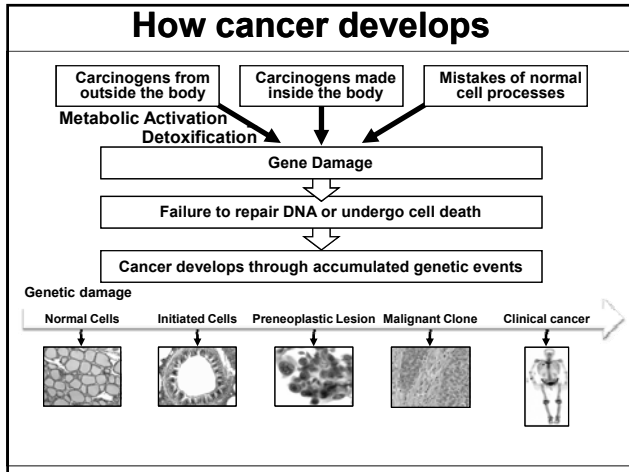 How cancer develops
Carcinogens from
outside the body
Carcinogens made
inside the body
Mistakes of normal
cell processes
Metabolic Activation
Detoxification
Gene Damage
Failure to repair DNA or undergo cell death
Cancer develops through accumulated genetic events
Genetic damage
Normal Cells
Initiated Cells
Preneoplastic Lesion
Malignant Clone
Clinical cancer